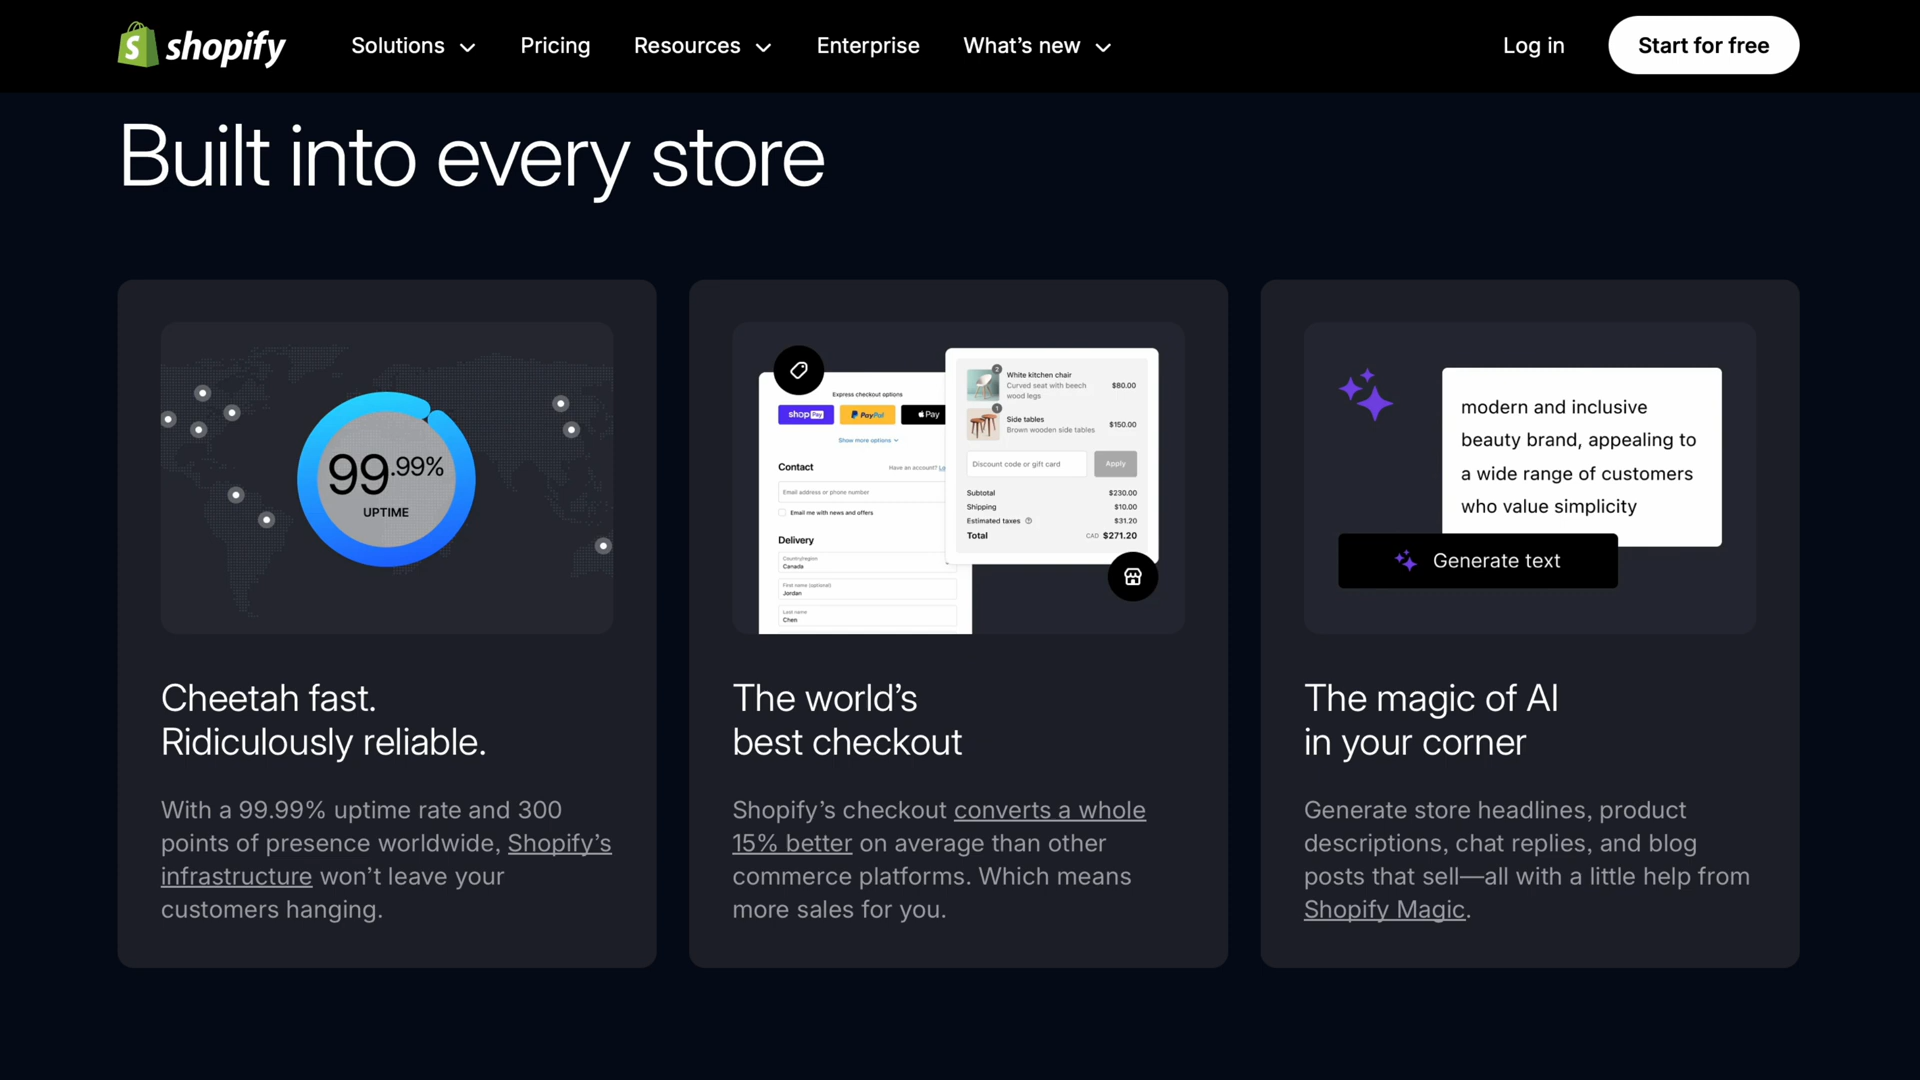 shopify
Solutions
Pricing
Resources
Enterprise
What's new
Log in
Start for free
Built into every store
99.99%
UPTIME
Cheetah fast.
Ridiculously reliable.
With a 99.99% uptime rate and 300
points of presence worldwide, Shopify's
infrastructure won't leave your
customers hanging.
Express checkout options
shop Pay
PayPal
Pay
Show more options
Contact
Have an account?
Email address or phone number
Email me with news and offers
Delivery
Country/region
Canada
First name (optional)
Jordan
Last name
Chen
2
White kitchen chair
Curved seat with beech
wood legs
$80.00
1
Side tables
Brown wooden side tables
$150.00
Discount code or gift card
Apply
Subtotal $230.00
Shipping $10.00
Estimated taxes $31.20
Total CAD $271.20
The world's
best checkout
Shopify's checkout converts a whole
15% better on average than other
commerce platforms. Which means
more sales for you.
modern and inclusive
beauty brand, appealing to
a wide range of customers
who value simplicity
Generate text
The magic of AI
in your corner
Generate store headlines, product
descriptions, chat replies, and blog
posts that sell—all with a little help from
Shopify Magic.